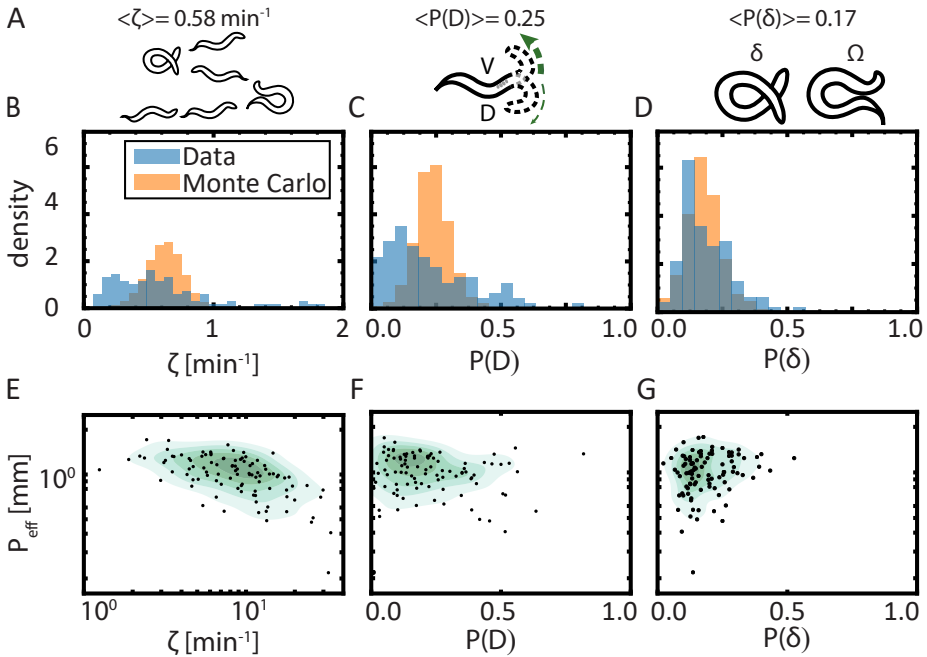 A
<ζ>= 0.58 min⁻¹
<P(D)>= 0.25
<P(δ)>= 0.17
V
D
δ
Ω
B
C
D
Data
Monte Carlo
density
6
4
2
0
0
1
2
ζ [min⁻¹]
0.0
0.5
1.0
P(D)
0.0
0.5
1.0
P(δ)
E
F
G
P_eff [mm]
10⁰
10⁰
10¹
ζ [min⁻¹]
0.0
0.5
1.0
P(D)
0.0
0.5
1.0
P(δ)